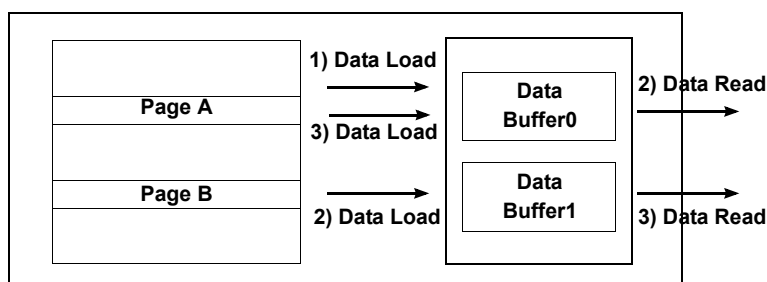 1) Data Load
Page A
3) Data Load
Data
Buffer0
2) Data Read
Page B
2) Data Load
Data
Buffer1
3) Data Read